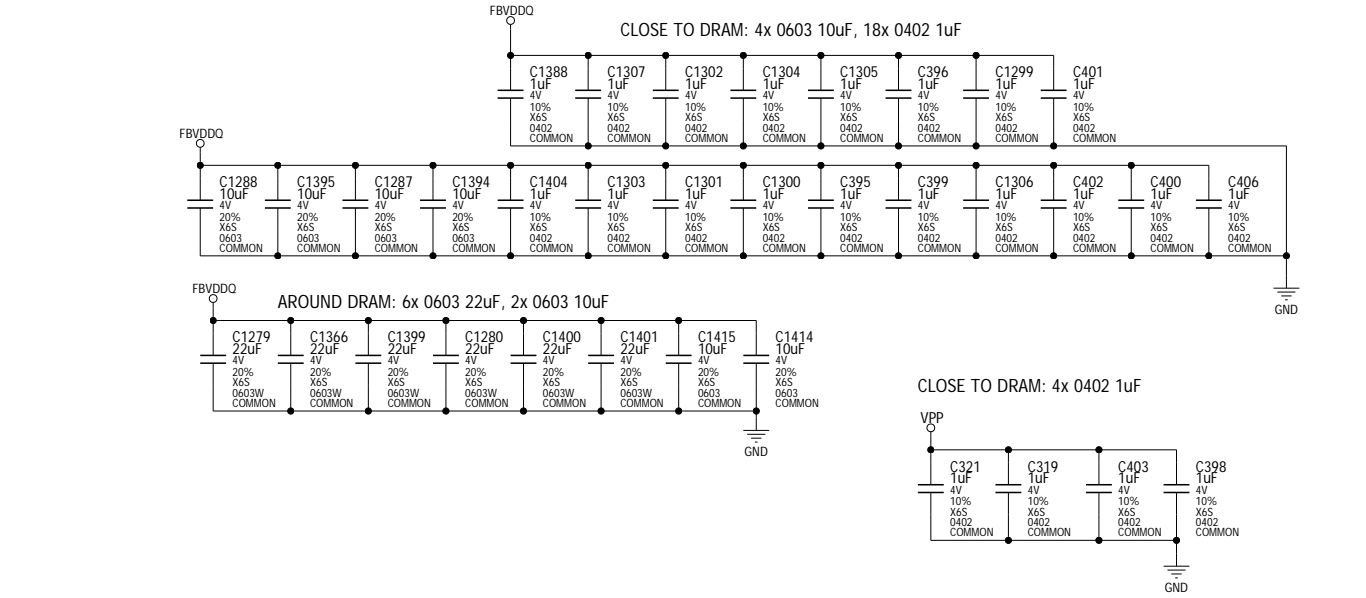 FBVDDQ
CLOSE TO DRAM: 4x 0603 10uF, 18x 0402 1uF
C1388 C1307 C1302 C1304 C1305 C396 C1299 C401
1uF 1uF 1uF 1uF 1uF 1uF 1uF 1uF
4V 4V 4V 4V 4V 4V 4V 4V
10% 10% 10% 10% 10% 10% 10% 10%
X6S X6S X6S X6S X6S X6S X6S X6S
0402 0402 0402 0402 0402 0402 0402 0402
COMMON COMMON COMMON COMMON COMMON COMMON COMMON COMMON
FBVDDQ
C1288 C1395 C1287 C1394 C1404 C1303 C1301 C1300 C395 C399 C1306 C402 C400 C406
10uF 10uF 10uF 10uF 1uF 1uF 1uF 1uF 1uF 1uF 1uF 1uF 1uF 1uF
4V 4V 4V 4V 4V 4V 4V 4V 4V 4V 4V 4V 4V 4V
20% 20% 20% 20% 10% 10% 10% 10% 10% 10% 10% 10% 10% 10%
X6S X6S X6S X6S X6S X6S X6S X6S X6S X6S X6S X6S X6S X6S
0603 0603 0603 0603 0402 0402 0402 0402 0402 0402 0402 0402 0402 0402
COMMON COMMON COMMON COMMON COMMON COMMON COMMON COMMON COMMON COMMON COMMON COMMON COMMON COMMON
GND
FBVDDQ
AROUND DRAM: 6x 0603 22uF, 2x 0603 10uF
C1279 C1366 C1399 C1280 C1400 C1401 C1415 C1414
22uF 22uF 22uF 22uF 22uF 22uF 10uF 10uF
4V 4V 4V 4V 4V 4V 4V 4V
20% 20% 20% 20% 20% 20% 20% 20%
X6S X6S X6S X6S X6S X6S X6S X6S
0603W 0603W 0603W 0603W 0603W 0603W 0603 0603
COMMON COMMON COMMON COMMON COMMON COMMON COMMON COMMON
GND
CLOSE TO DRAM: 4x 0402 1uF
VPP
C321 C319 C403 C398
1uF 1uF 1uF 1uF
4V 4V 4V 4V
10% 10% 10% 10%
X6S X6S X6S X6S
0402 0402 0402 0402
COMMON COMMON COMMON COMMON
GND